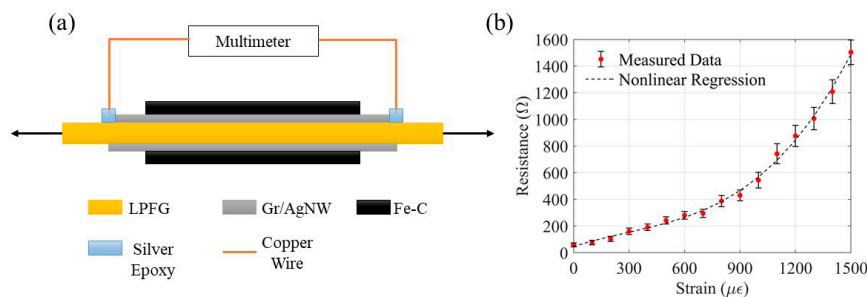 (a)
Multimeter
LPFG
Gr/AgNW
Fe-C
Silver
Epoxy
Copper
Wire
(b)
1600
1400
1200
1000
800
600
400
200
0
Resistance (Ω)
Measured Data
Nonlinear Regression
0 300 600 900 1200 1500
Strain (με)